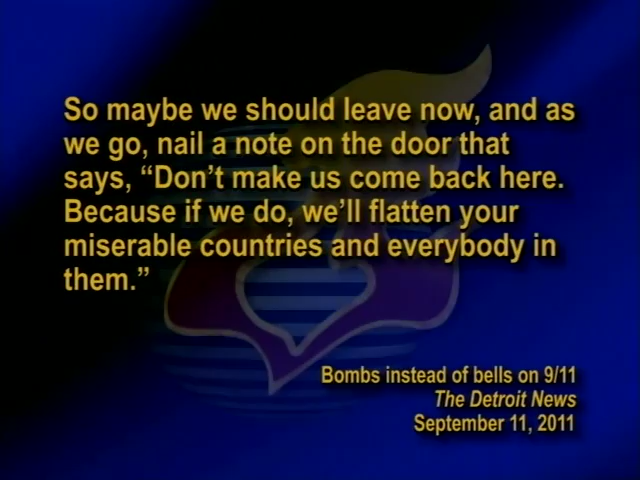 So maybe we should leave now, and as
we go, nail a note on the door that
says, “Don’t make us come back here.
Because if we do, we’ll flatten your
miserable countries and everybody in
them.”
Bombs instead of bells on 9/11
The Detroit News
September 11, 2011